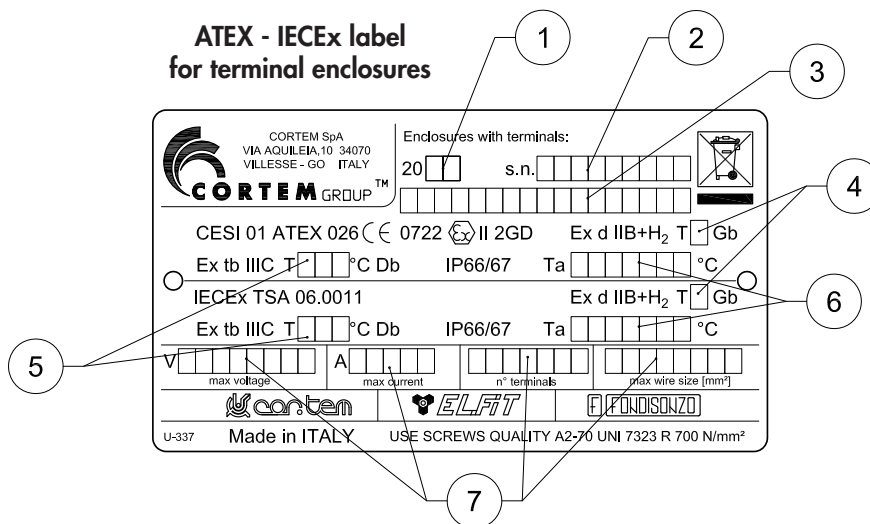 ATEX - IECEx label
for terminal enclosures
1
2
3
CORTEM SpA
VIA AQUILEIA,10 34070
VILLESSE - GO ITALY
CORTEM GROUP™
Enclosures with terminals:
20 s.n.
4
CESI 01 ATEX 026 CE 0722 Ex II 2GD Ex d IIB+H₂ T Gb
Ex tb IIIC T °C Db IP66/67 Ta °C
IECEx TSA 06.0011 Ex d IIB+H₂ T Gb
6
Ex tb IIIC T °C Db IP66/67 Ta °C
5
V A
max voltage max current n° terminals max wire size [mm²]
cor.tem ELFIT F FONDISONZO
U-337 Made in ITALY USE SCREWS QUALITY A2-70 UNI 7323 R 700 N/mm²
7